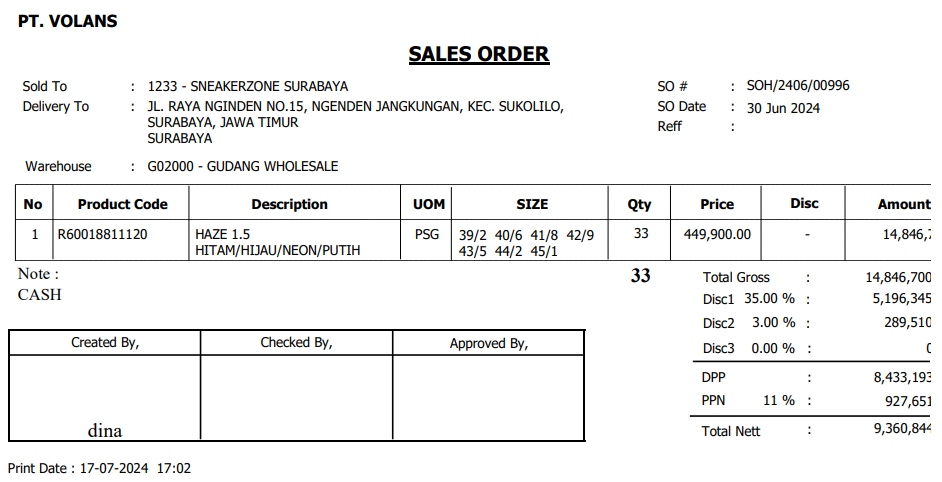 PT. VOLANS
SALES ORDER
Sold To : 1233 - SNEAKERZONE SURABAYA
SO # : SOH/2406/00996
Delivery To : JL. RAYA NGINDEN NO.15, NGENDEN JANGKUNGAN, KEC. SUKOLILO,
SURABAYA, JAWA TIMUR
SURABAYA
SO Date : 30 Jun 2024
Reff :
Warehouse : G02000 - GUDANG WHOLESALE
No Product Code Description UOM SIZE Qty Price Disc Amount
1 R60018811120 HAZE 1.5 PSG 39/2 40/6 41/8 42/9 33 449,900.00 - 14,846,7
HITAM/HIJAU/NEON/PUTIH 43/5 44/2 45/1
Note : 33 Total Gross : 14,846,700
CASH
Disc1 35.00 % : 5,196,345
Disc2 3.00 % : 289,510
Disc3 0.00 % : 0
DPP : 8,433,193
PPN 11 % : 927,651
Total Nett : 9,360,844
Created By, Checked By, Approved By,
dina
Print Date : 17-07-2024 17:02